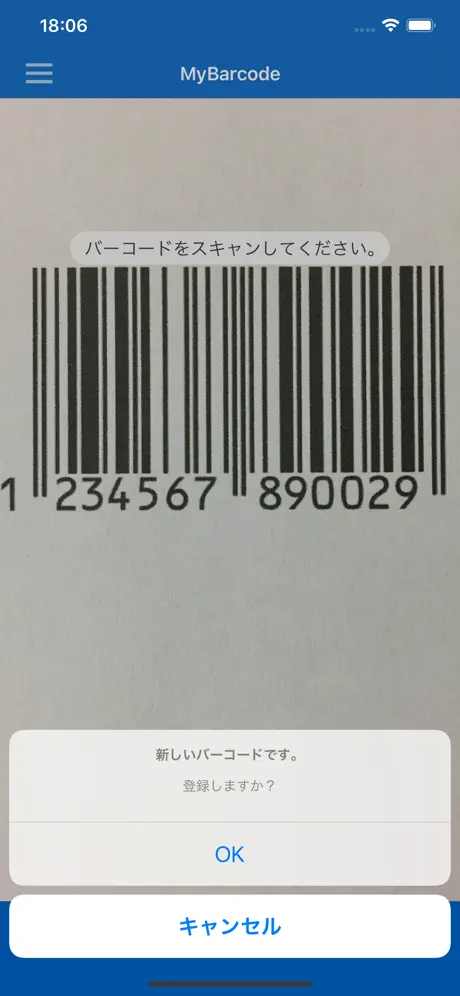 18:06
MyBarcode
バーコードをスキャンしてください。
1 234567 890029
新しいバーコードです。
登録しますか？
OK
キャンセル